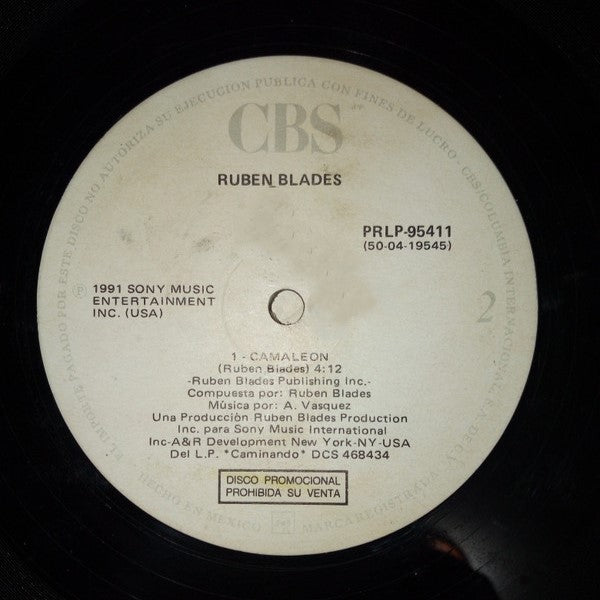 EL IMPORTE PAGADO POR ESTE DISCO NO AUTORIZA SU EJECUCION PUBLICA CON FINES DE LUCRO - CBS/COLUMBIA INTERNACIONAL, S.A. DE C.V.
CBS
RUBEN BLADES
PRLP-95411
(50-04-19545)
℗
1991 SONY MUSIC
ENTERTAINMENT
INC. (USA)
2
1 - CAMALEON
(Ruben Blades) 4:12
-Ruben Blades Publishing Inc.-
Compuesta por: Ruben Blades
Música por: A. Vasquez
Una Producciòn Ruben Blades Production
Inc. para Sony Music International
Inc-A&R Development New York-NY-USA
Del L.P. *Caminando* DCS 468434
DISCO PROMOCIONAL
PROHIBIDA SU VENTA
HECHO EN MEXICO
MARCA REGISTRADA